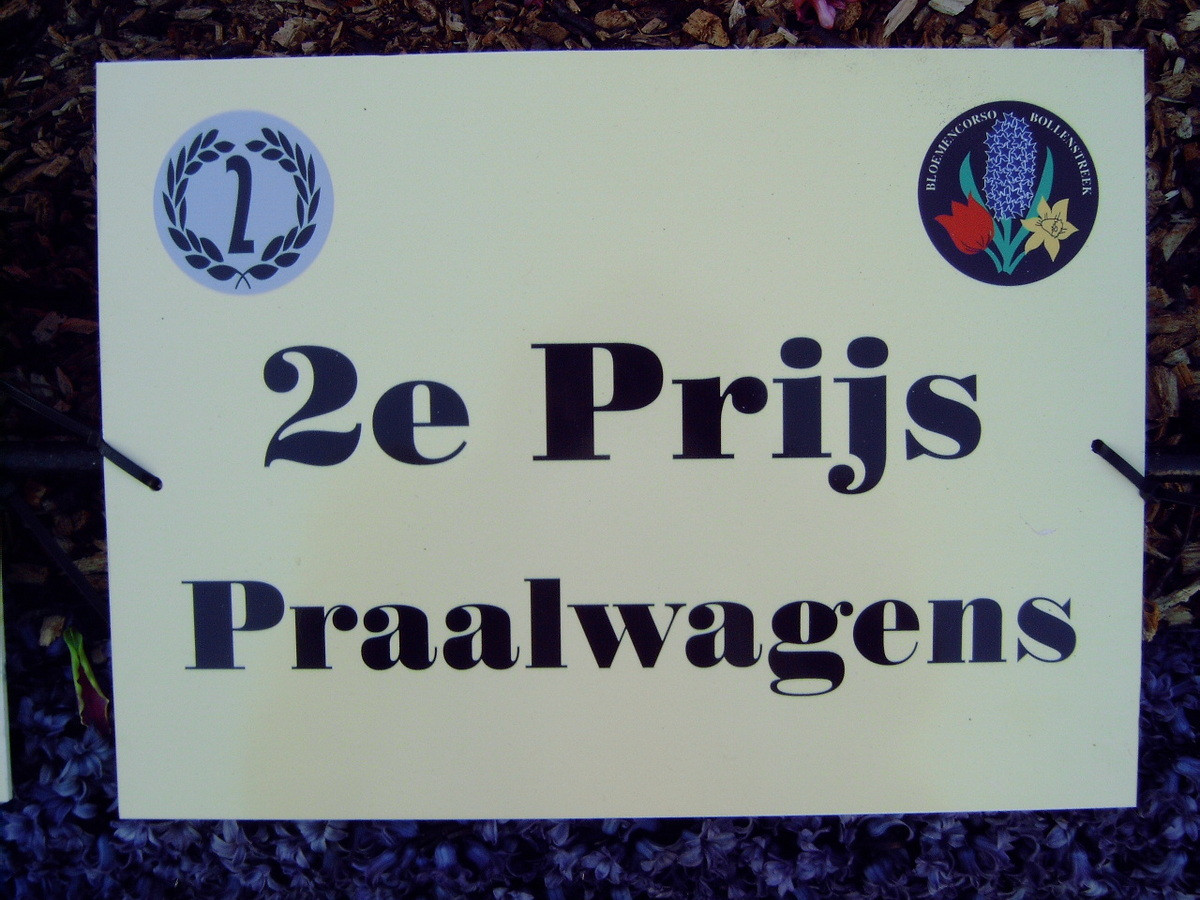 2
BLOEMENCORSO BOLLENSTREEK
2e Prijs
Praalwagens